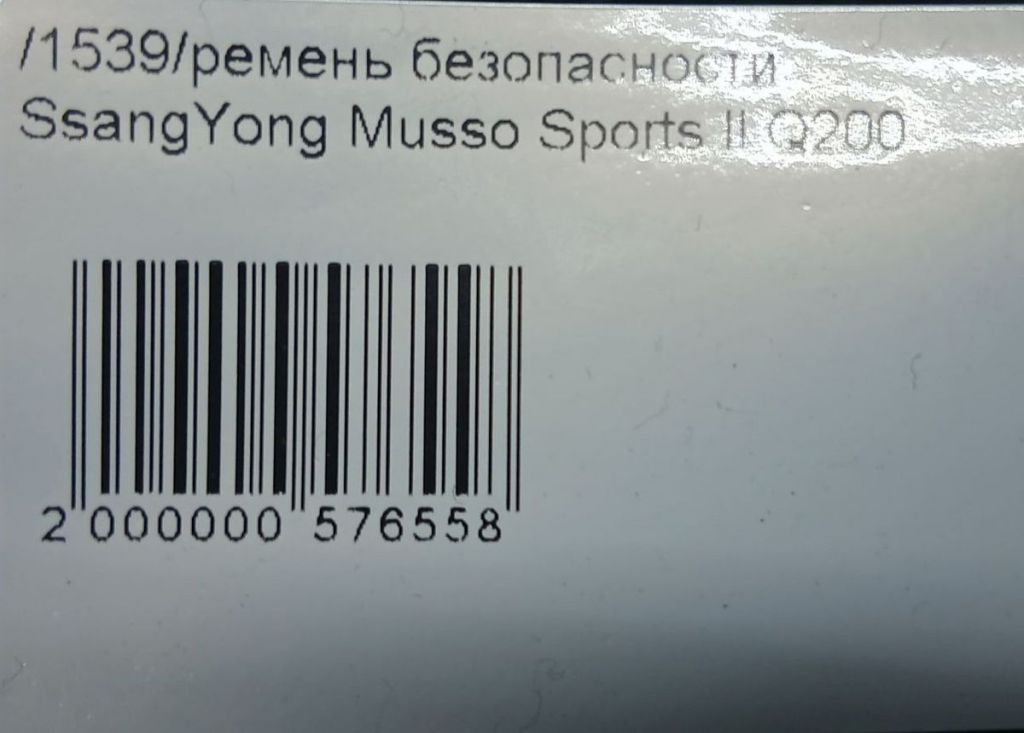 /1539/ремень безопасности
SsangYong Musso Sports II Q200
2 000000 576558